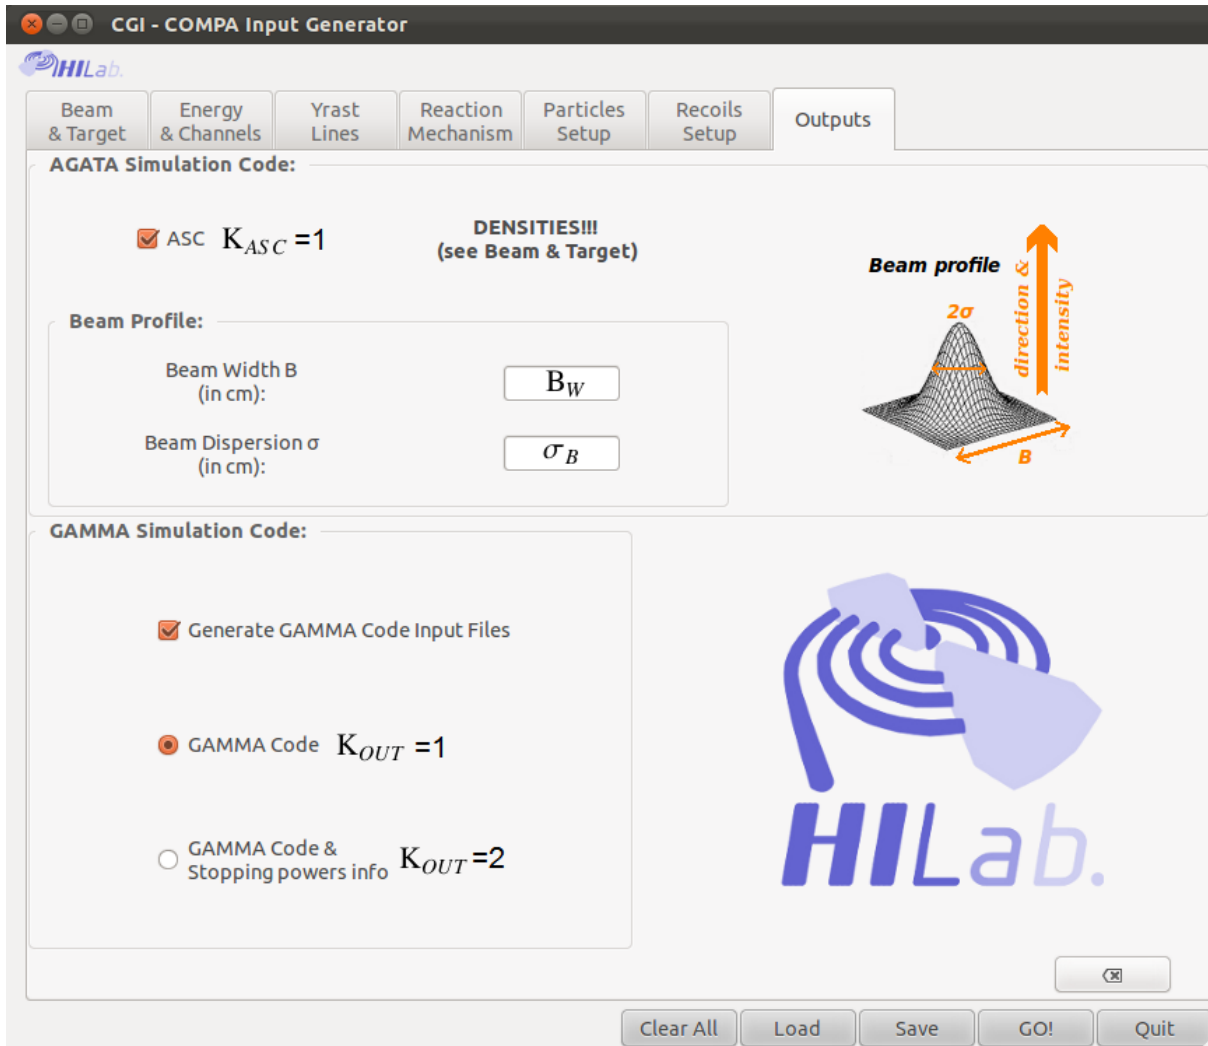 CGI - COMPA Input Generator
HILab.
Beam & Target
Energy & Channels
Yrast Lines
Reaction Mechanism
Particles Setup
Recoils Setup
Outputs
AGATA Simulation Code:
ASC K_ASC =1
DENSITIES!!!
(see Beam & Target)
Beam profile
2σ
direction &
intensity
B
Beam Profile:
Beam Width B
(in cm):
B_W
Beam Dispersion σ
(in cm):
σ_B
GAMMA Simulation Code:
Generate GAMMA Code Input Files
GAMMA Code K_OUT =1
GAMMA Code &
Stopping powers info K_OUT =2
HILab.
Clear All
Load
Save
GO!
Quit